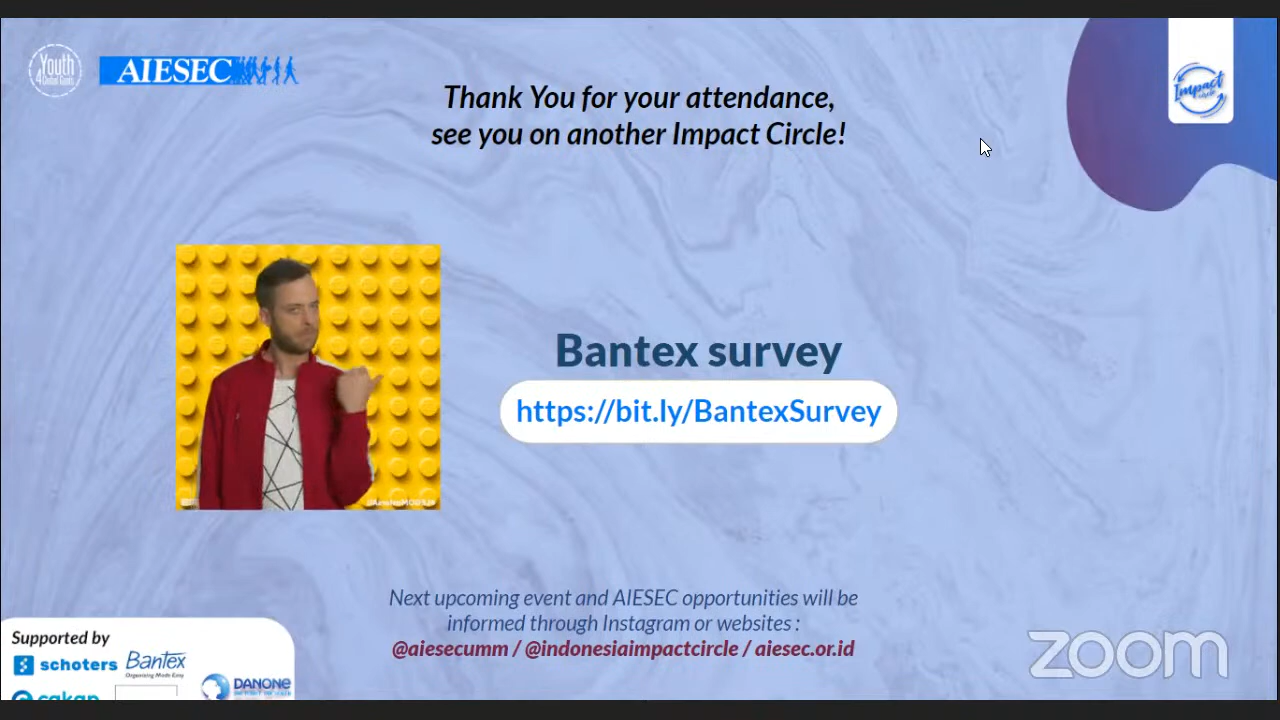 Youth
4 Global Goals
AIESEC
Thank You for your attendance,
see you on another Impact Circle!
Impact
circle
Bantex survey
https://bit.ly/BantexSurvey
Next upcoming event and AIESEC opportunities will be
informed through Instagram or websites :
@aiesecumm / @indonesiaimpactcircle / aiesec.or.id
Supported by
schoters
Bantex
Organizing Made Easy
cakap
DANONE
zoom